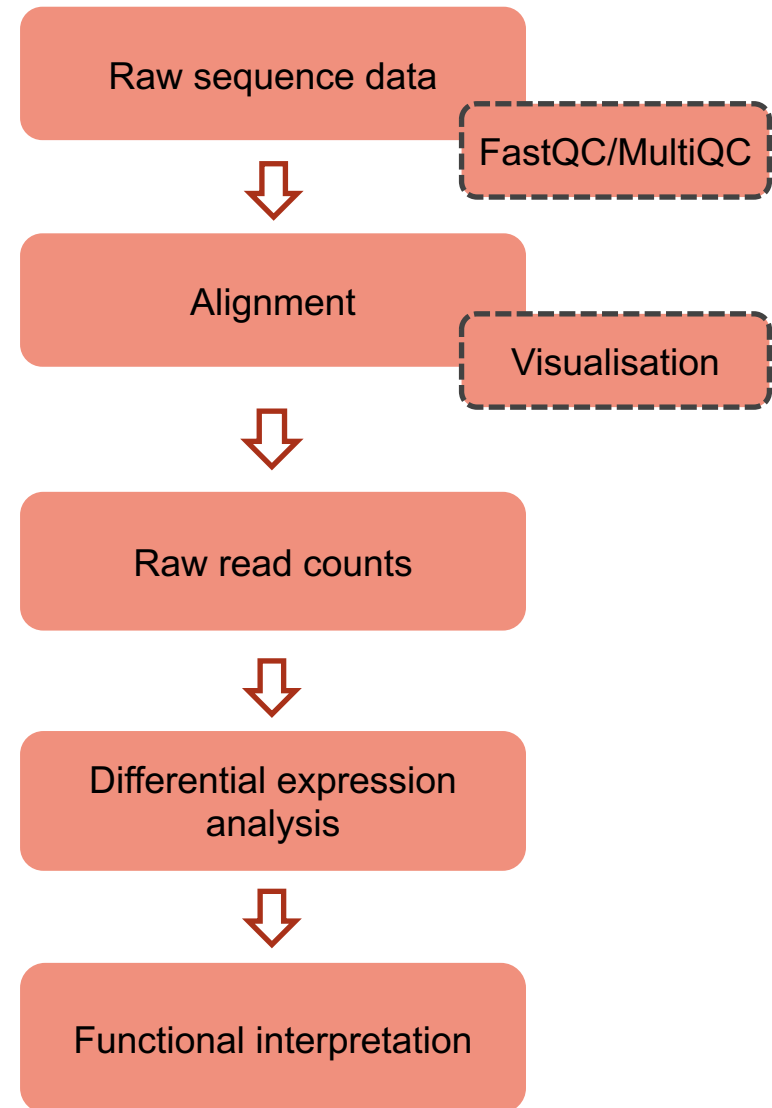 Raw sequence data
FastQC/MultiQC
Alignment
Visualisation
Raw read counts
Differential expression
analysis
Functional interpretation